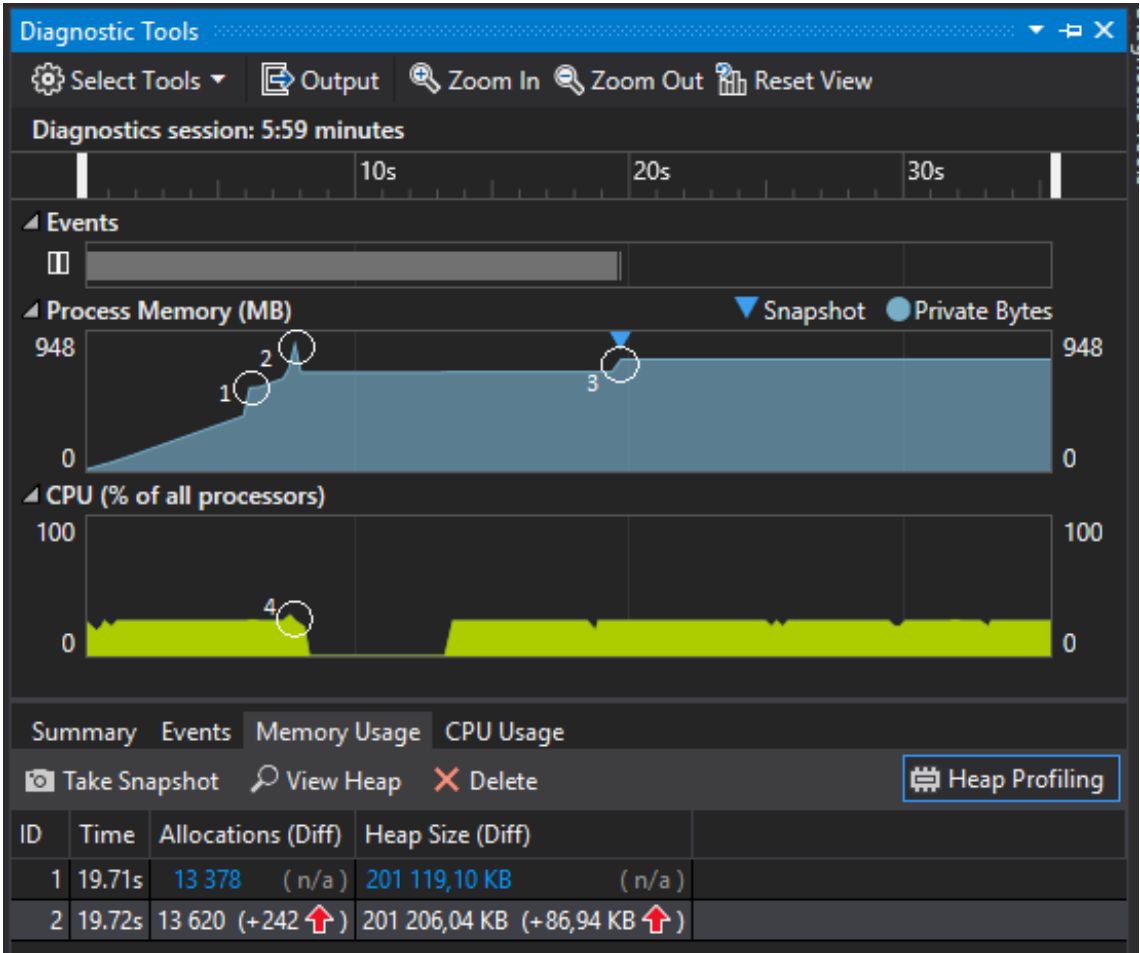 Diagnostic Tools
Select Tools Output Zoom In Zoom Out Reset View
Diagnostics session: 5:59 minutes
10s 20s 30s
Events
Process Memory (MB) Snapshot Private Bytes
948 948
2
1
3
0 0
CPU (% of all processors)
100 100
4
0 0
Summary Events Memory Usage CPU Usage
Take Snapshot View Heap Delete Heap Profiling
ID Time Allocations (Diff) Heap Size (Diff)
1 19.71s 13 378 (n/a) 201 119,10 KB (n/a)
2 19.72s 13 620 (+242 ) 201 206,04 KB (+86,94 KB )